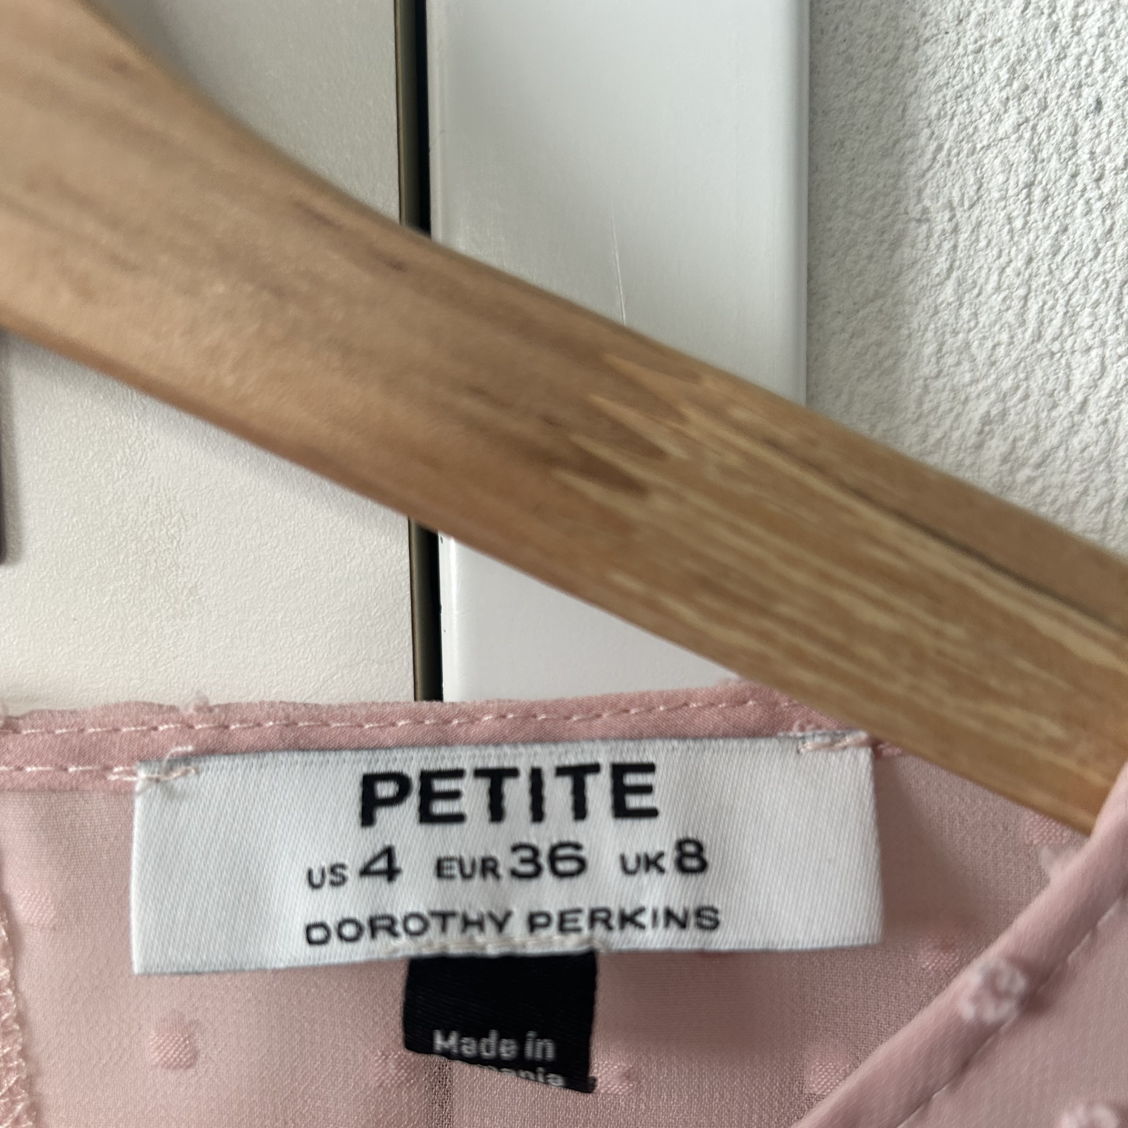 PETITE
US 4 EUR 36 UK 8
DOROTHY PERKINS
Made in